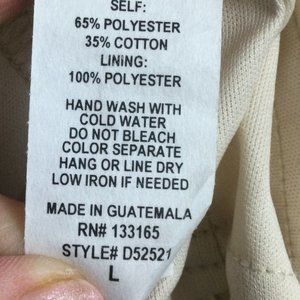 SELF:
65% POLYESTER
35% COTTON
LINING:
100% POLYESTER
HAND WASH WITH
COLD WATER
DO NOT BLEACH
COLOR SEPARATE
HANG OR LINE DRY
LOW IRON IF NEEDED
MADE IN GUATEMALA
RN# 133165
STYLE# D52521
L